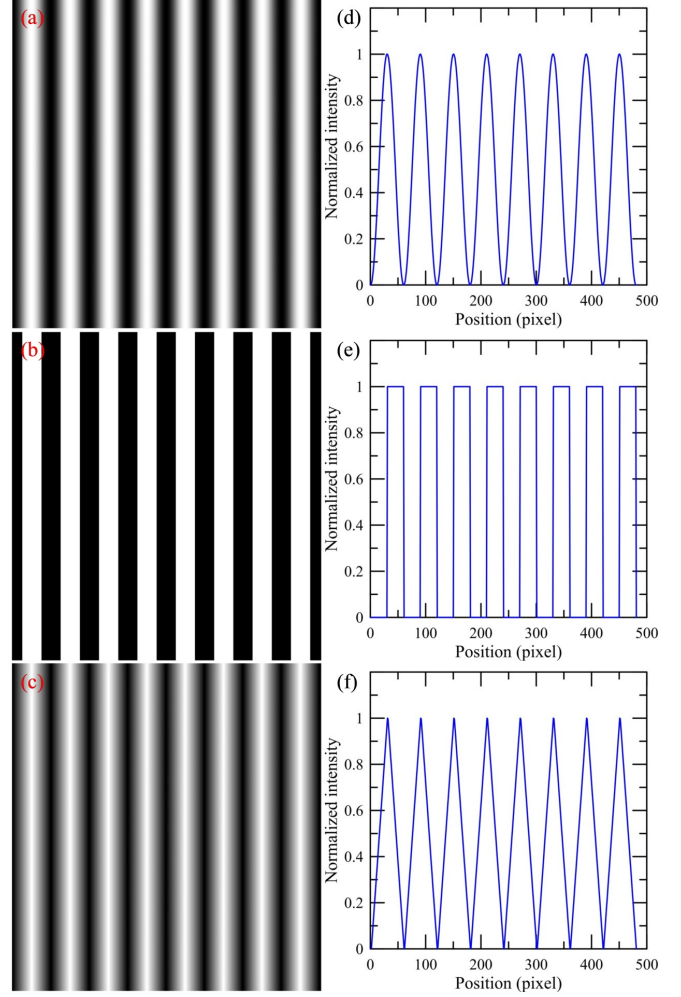 (a)
(d)
Normalized intensity
1
0.8
0.6
0.4
0.2
0
0 100 200 300 400 500
Position (pixel)
(b)
(e)
Normalized intensity
1
0.8
0.6
0.4
0.2
0
0 100 200 300 400 500
Position (pixel)
(c)
(f)
Normalized intensity
1
0.8
0.6
0.4
0.2
0
0 100 200 300 400 500
Position (pixel)